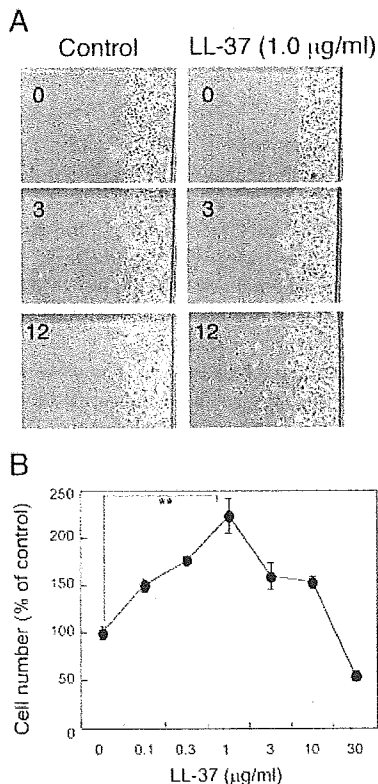 A
Control LL-37 (1.0 μg/ml)
0 0
3 3
12 12
B
Cell number (% of control)
250
200
150
100
50
0
**
0 0.1 0.3 1 3 10 30
LL-37 (μg/ml)